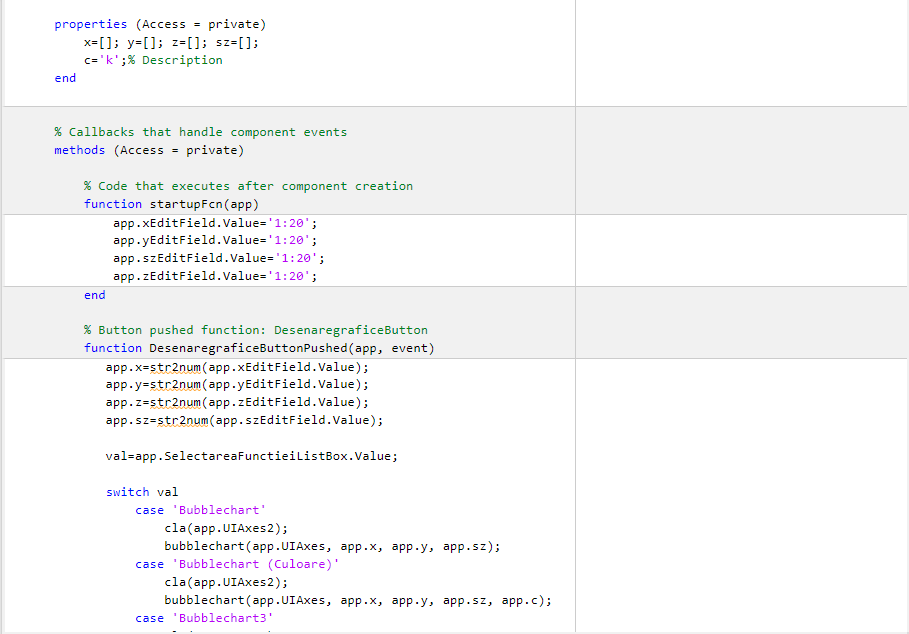 properties (Access = private)
x=[]; y=[]; z=[]; sz=[];
c='k';% Description
end
% Callbacks that handle component events
methods (Access = private)
% Code that executes after component creation
function startupFcn(app)
app.xEditField.Value='1:20';
app.yEditField.Value='1:20';
app.szEditField.Value='1:20';
app.zEditField.Value='1:20';
end
% Button pushed function: DesenaregraficeButton
function DesenaregraficeButtonPushed(app, event)
app.x=str2num(app.xEditField.Value);
app.y=str2num(app.yEditField.Value);
app.z=str2num(app.zEditField.Value);
app.sz=str2num(app.szEditField.Value);
val=app.SelectareaFunctieiListBox.Value;
switch val
case 'Bubblechart'
cla(app.UIAxes2);
bubblechart(app.UIAxes, app.x, app.y, app.sz);
case 'Bubblechart (Culoare)'
cla(app.UIAxes2);
bubblechart(app.UIAxes, app.x, app.y, app.sz, app.c);
case 'Bubblechart3'